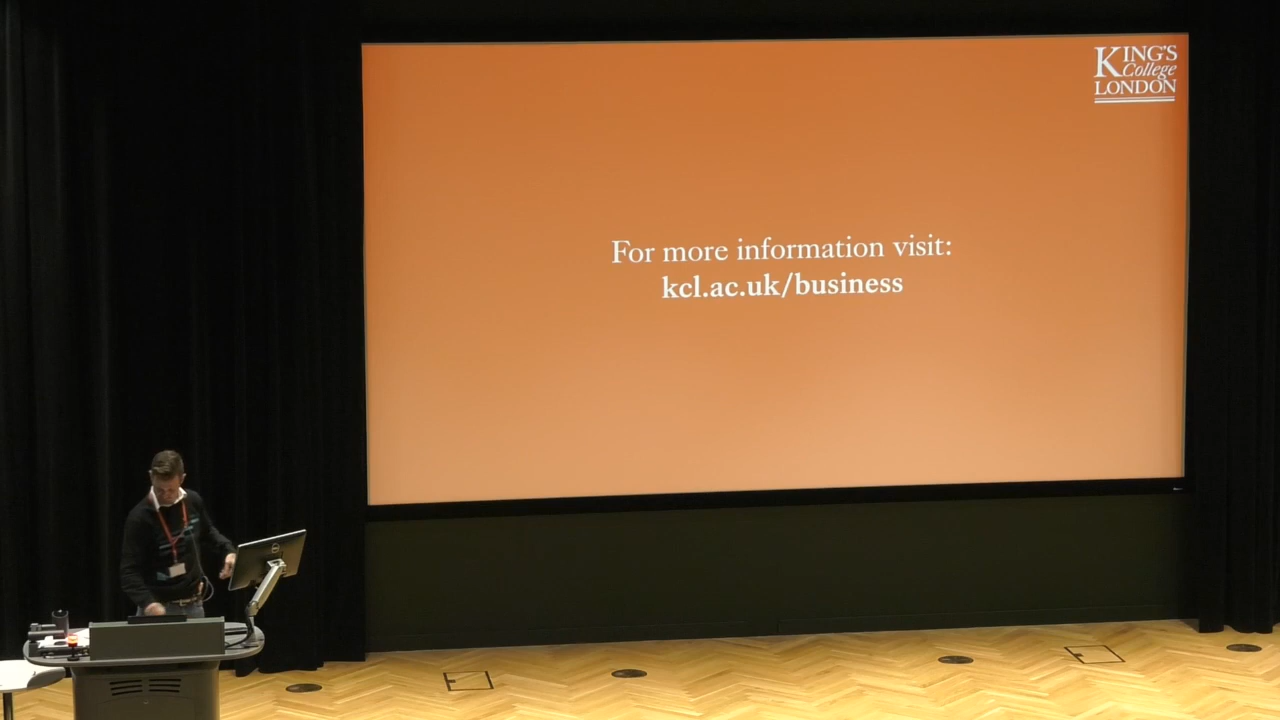 KING'S
College
LONDON
For more information visit:
kcl.ac.uk/business